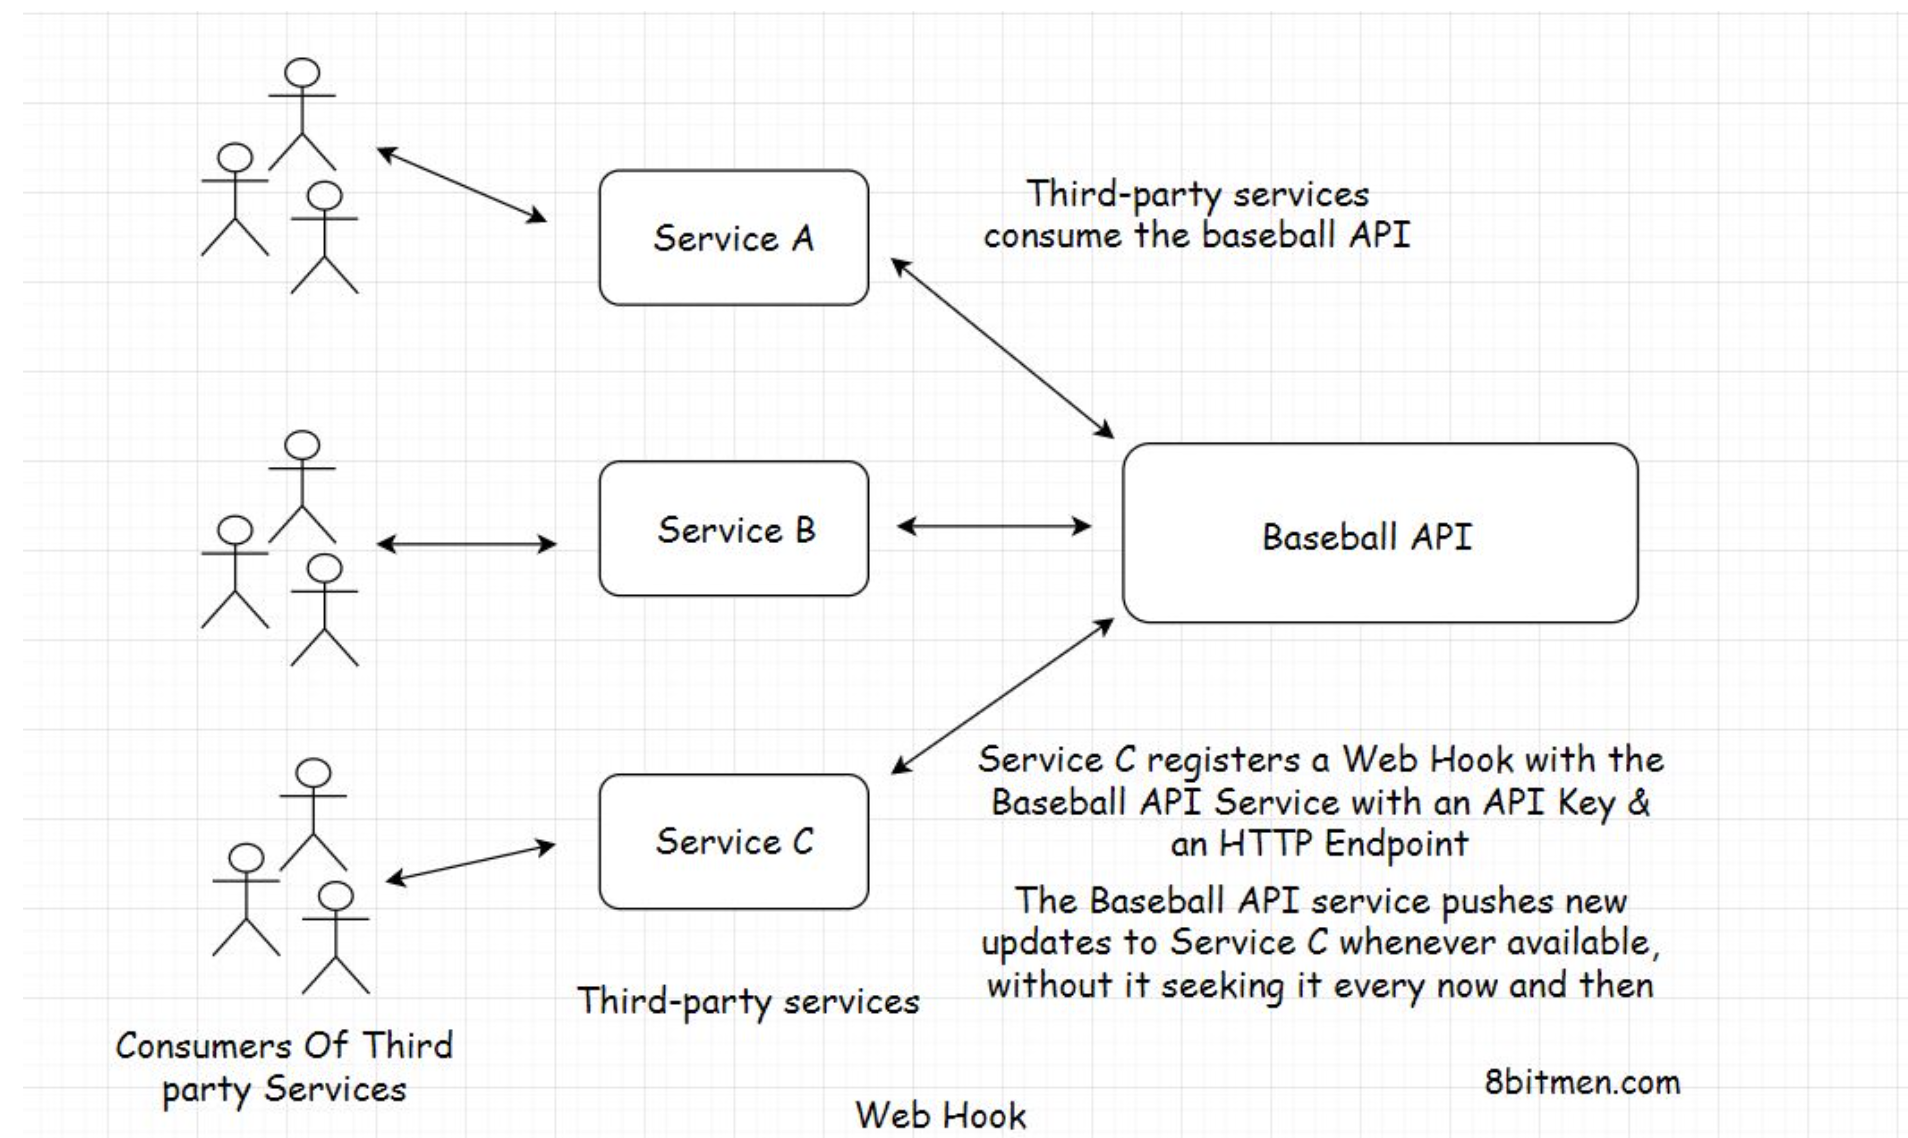 Third-party services
consume the baseball API
Service A
Service B
Baseball API
Service C
Service C registers a Web Hook with the
Baseball API Service with an API Key &
an HTTP Endpoint
The Baseball API service pushes new
updates to Service C whenever available,
without it seeking it every now and then
Third-party services
Consumers Of Third
party Services
8bitmen.com
Web Hook